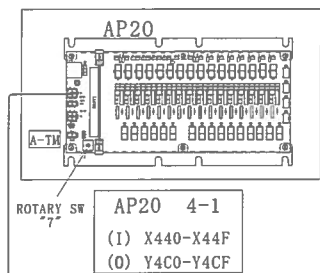 AP20
A-TM
ROTARY SW
"7"
AP20 4-1
(I) X440-X44F
(O) Y4C0-Y4CF